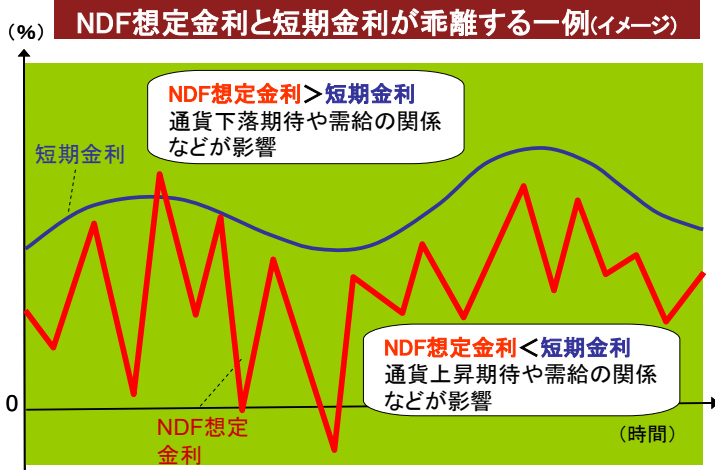 NDF想定金利と短期金利が乖離する一例(イメージ)
(%)
NDF想定金利＞短期金利
通貨下落期待や需給の関係
などが影響
短期金利
NDF想定金利＜短期金利
通貨上昇期待や需給の関係
などが影響
0
NDF想定
金利
(時間)